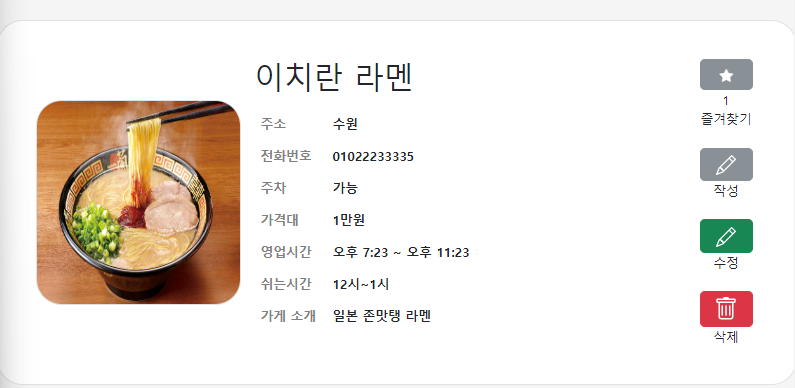 이치란 라멘
주소 수원
전화번호 01022233335
주차 가능
가격대 1만원
영업시간 오후 7:23 ~ 오후 11:23
쉬는시간 12시~1시
가게 소개 일본 존맛탱 라멘
1
즐겨찾기
작성
수정
삭제